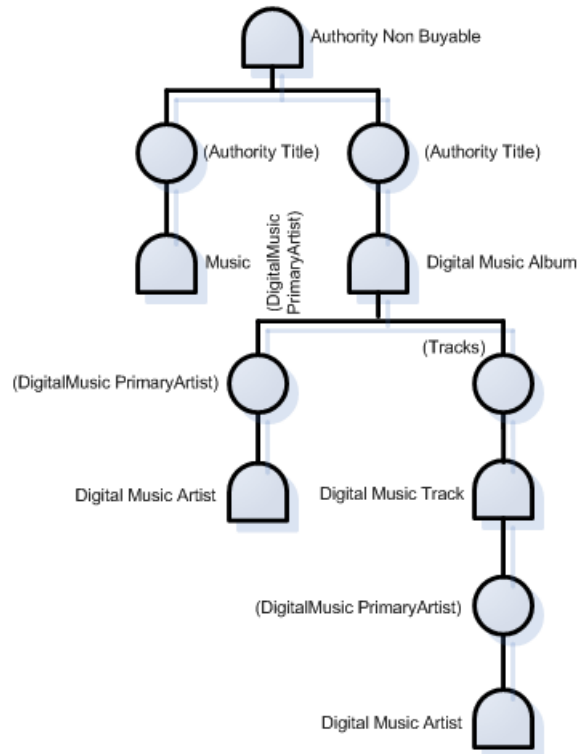 Authority Non Buyable
(Authority Title)
(Authority Title)
(DigitalMusic
PrimaryArtist)
Music
Digital Music Album
(Tracks)
(DigitalMusic PrimaryArtist)
Digital Music Artist
Digital Music Track
(DigitalMusic PrimaryArtist)
Digital Music Artist